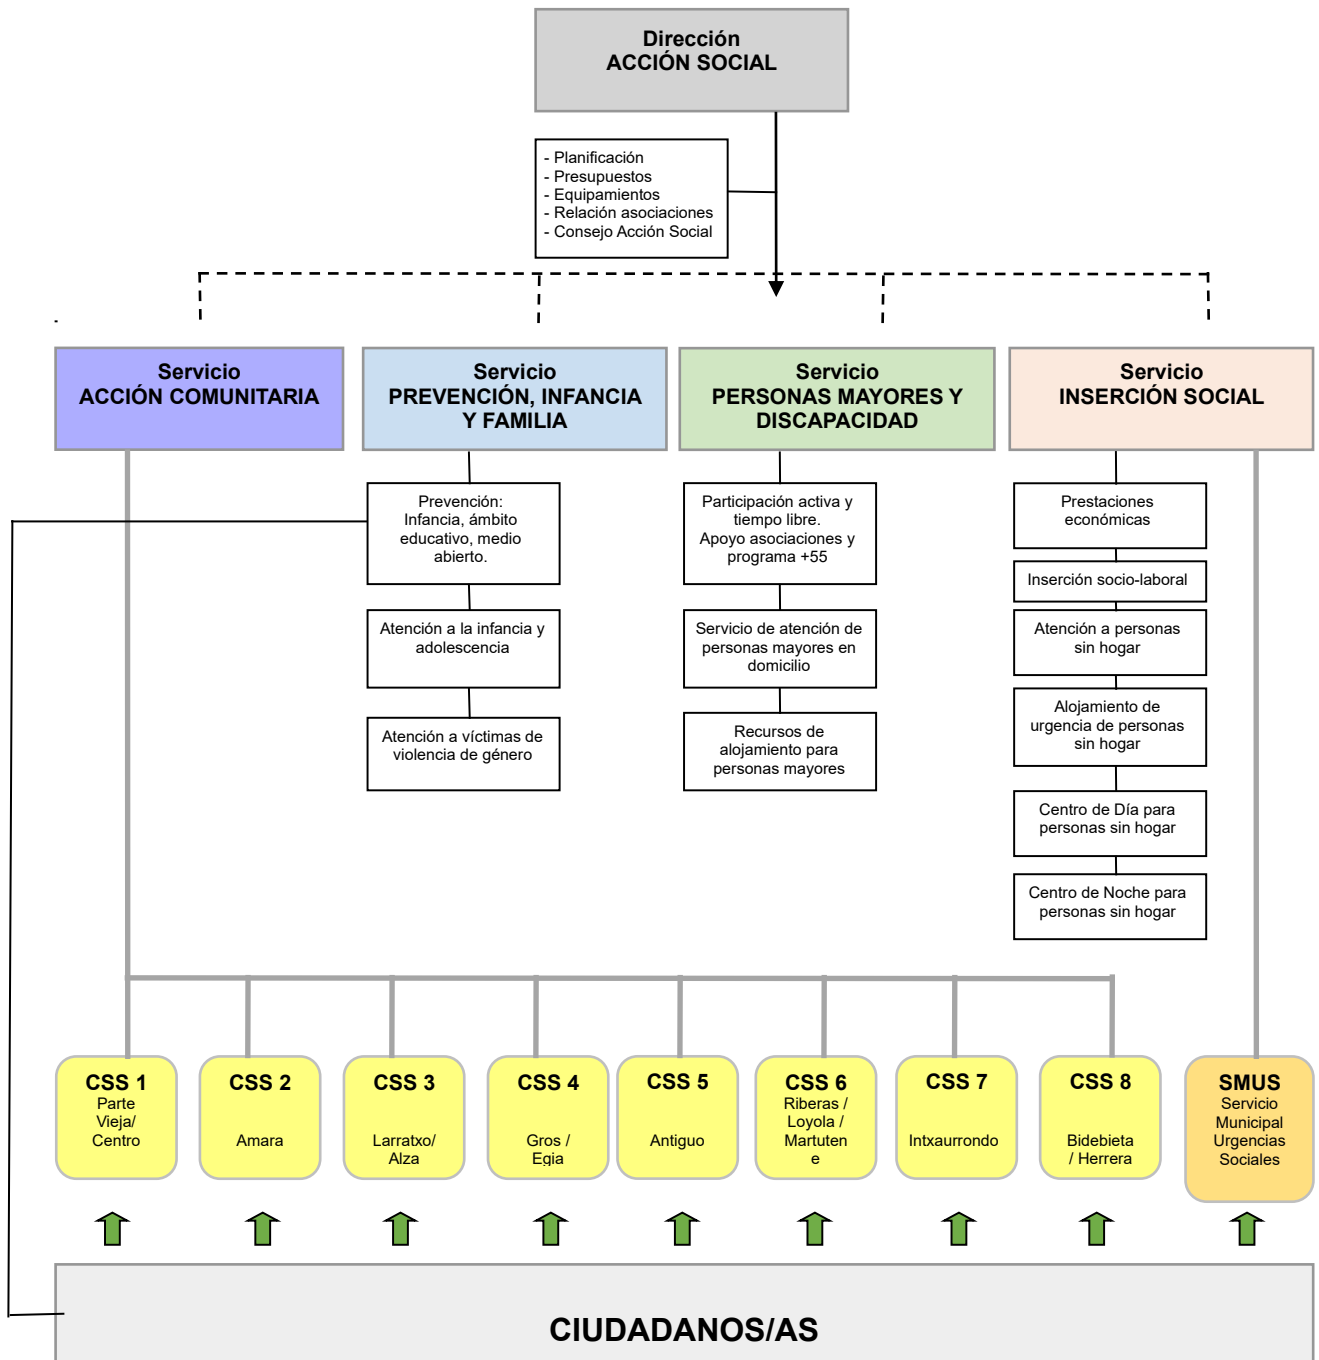 Dirección
ACCIÓN SOCIAL
- Planificación
- Presupuestos
- Equipamientos
- Relación asociaciones
- Consejo Acción Social
Servicio
ACCIÓN COMUNITARIA
Servicio
PREVENCIÓN, INFANCIA
Y FAMILIA
Servicio
PERSONAS MAYORES Y
DISCAPACIDAD
Servicio
INSERCIÓN SOCIAL
Prevención:
Infancia, ámbito
educativo, medio
abierto.
Atención a la infancia y
adolescencia
Atención a víctimas de
violencia de género
Participación activa y
tiempo libre.
Apoyo asociaciones y
programa +55
Servicio de atención de
personas mayores en
domicilio
Recursos de
alojamiento para
personas mayores
Prestaciones
económicas
Inserción socio-laboral
Atención a personas
sin hogar
Alojamiento de
urgencia de personas
sin hogar
Centro de Día para
personas sin hogar
Centro de Noche para
personas sin hogar
CSS 1
Parte
Vieja/
Centro
CSS 2
Amara
CSS 3
Larratxo/
Alza
CSS 4
Gros /
Egia
CSS 5
Antiguo
CSS 6
Riberas /
Loyola /
Martuten
e
CSS 7
Intxaurrondo
CSS 8
Bidebieta
/ Herrera
SMUS
Servicio
Municipal
Urgencias
Sociales
CIUDADANOS/AS